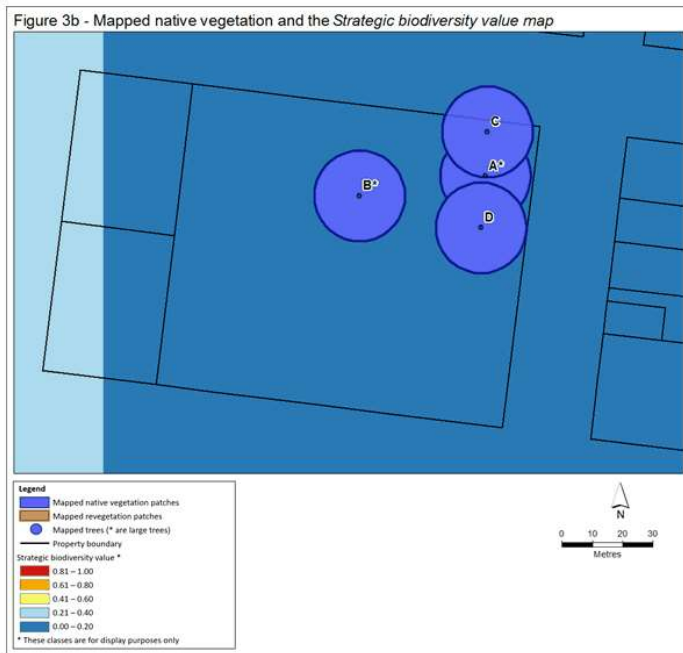 Figure 3b - Mapped native vegetation and the Strategic biodiversity value map
C
A*
B*
D
Legend
Mapped native vegetation patches
Mapped revegetation patches
Mapped trees (* are large trees)
Property boundary
Strategic biodiversity value *
0.81 – 1.00
0.61 – 0.80
0.41 – 0.60
0.21 – 0.40
0.00 – 0.20
* These classes are for display purposes only
N
0 10 20 30
Metres